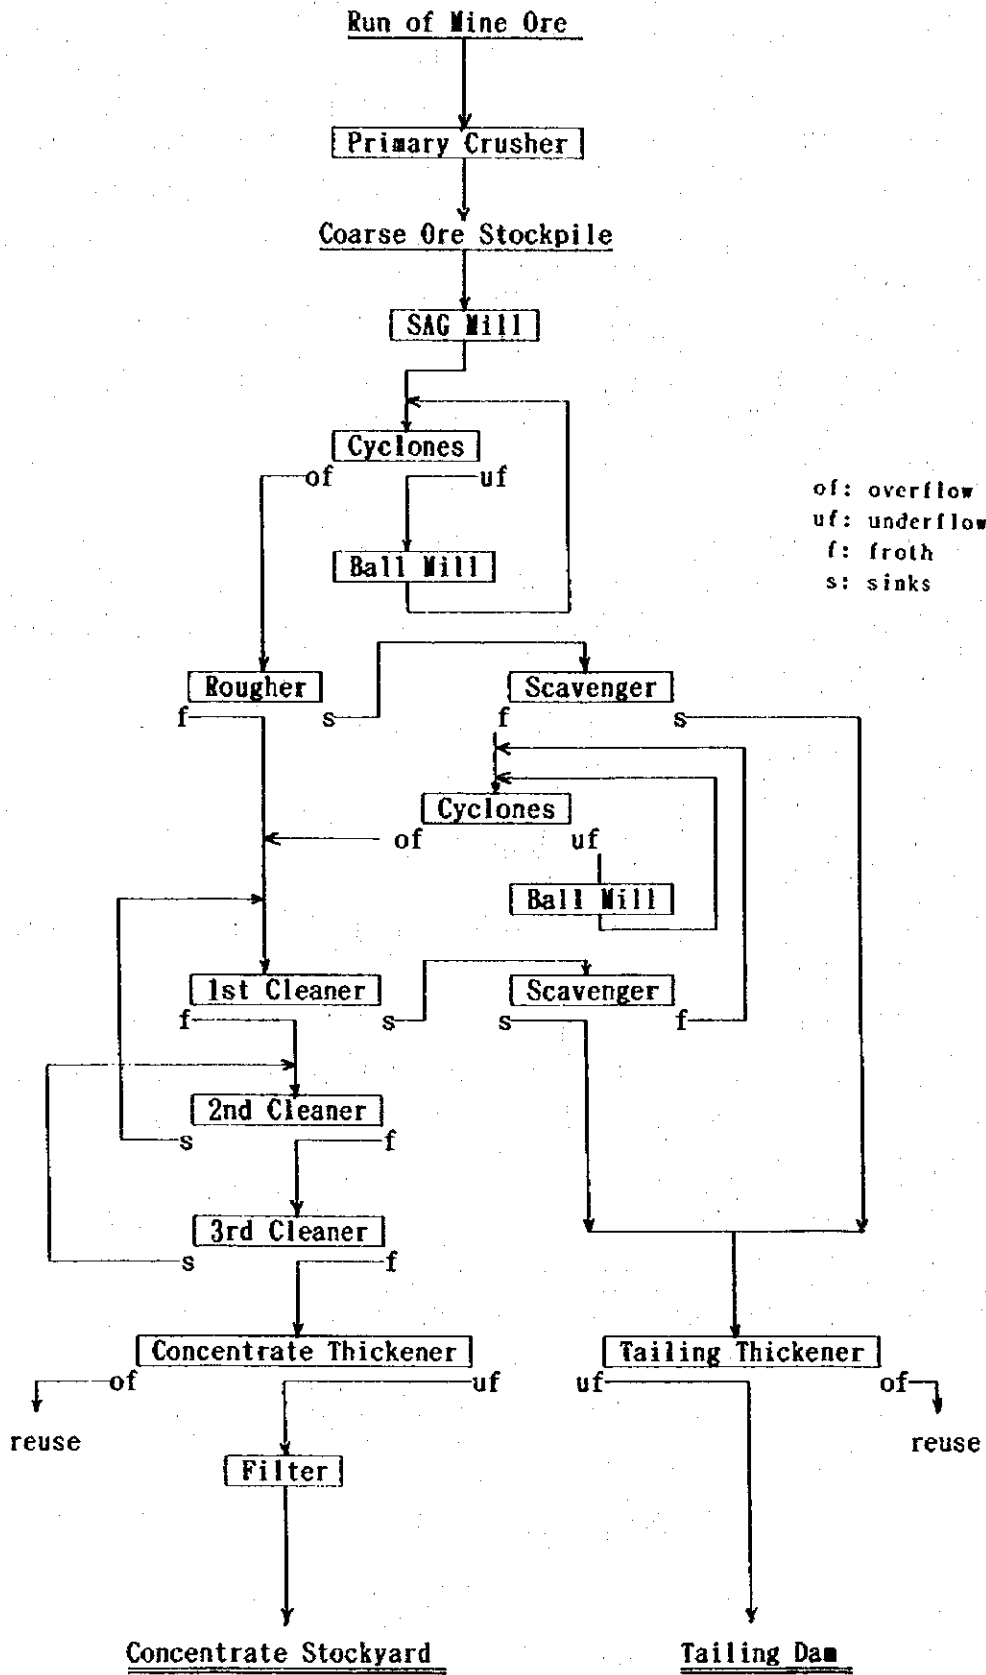 Run of Mine Ore
Primary Crusher
Coarse Ore Stockpile
SAG Mill
Cyclones
of uf
of: overflow
uf: underflow
f: froth
s: sinks
Ball Mill
Rougher Scavenger
f s f s
Cyclones
of uf
Ball Mill
1st Cleaner Scavenger
f s s f
2nd Cleaner
s f
3rd Cleaner
s f
Concentrate Thickener Tailing Thickener
of uf uf of
reuse reuse
Filter
Concentrate Stockyard Tailing Dam